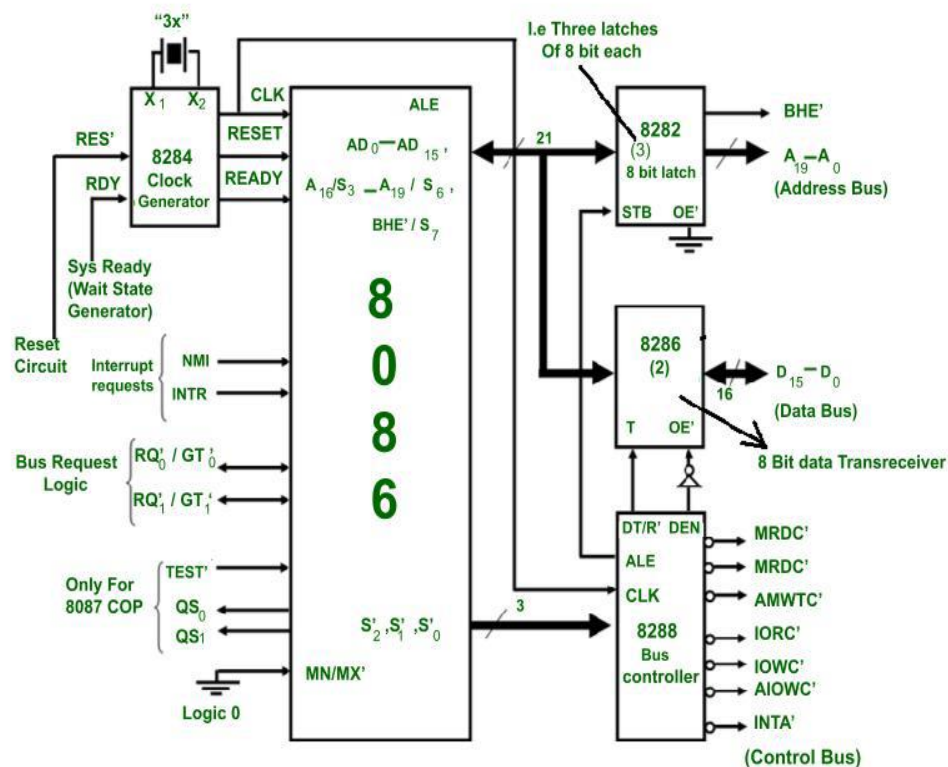 "3x"
X1 X2
8284
Clock
Generator
RES'
RDY
CLK
RESET
READY
Sys Ready
(Wait State
Generator)
Reset
Circuit
Interrupt
requests
NMI
INTR
Bus Request
Logic
RQ'0 / GT'0
RQ'1 / GT'1
Only For
8087 COP
TEST'
QS0
QS1
Logic 0
ALE
AD0—AD15,
A16/S3 – A19 / S6,
BHE' / S7
8
0
8
6
S'2 ,S'1 ,S'0
MN/MX'
21
3
I.e Three latches
Of 8 bit each
8282
(3)
8 bit latch
STB OE'
BHE'
A19—A0
(Address Bus)
8286
(2)
T OE'
16
D15—D0
(Data Bus)
8 Bit data Transreceiver
DT/R' DEN
ALE
CLK
8288
Bus
controller
MRDC'
MRDC'
AMWTC'
IORC'
IOWC'
AIOWC'
INTA'
(Control Bus)